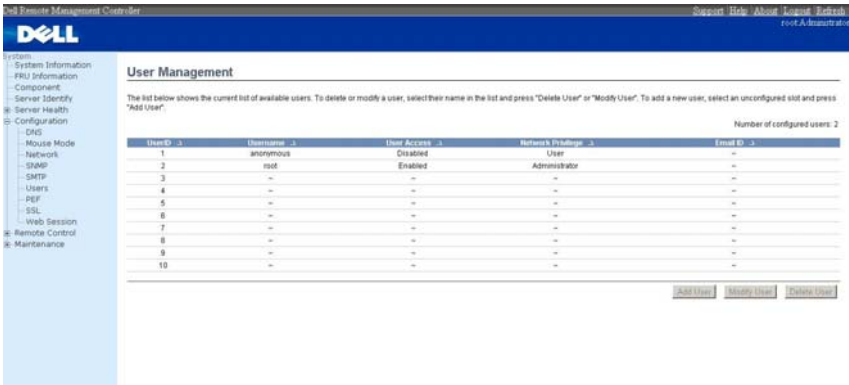 Dell Remote Management Controller
Support Help About Logout Refresh
root:Administrator
DELL
System
System Information
FRU Information
Component
Server Identify
Server Health
Configuration
DNS
Mouse Mode
Network
SNMP
SMTP
Users
PEF
SSL
Web Session
Remote Control
Maintenance
User Management
The list below shows the current list of available users. To delete or modify a user, select their name in the list and press "Delete User" or "Modify User". To add a new user, select an unconfigured slot and press
"Add User".
Number of configured users: 2
UserID Username User Access Network Privilege Email ID
1 anonymous Disabled User ~
2 root Enabled Administrator ~
3 ~ ~ ~ ~
4 ~ ~ ~ ~
5 ~ ~ ~ ~
6 ~ ~ ~ ~
7 ~ ~ ~ ~
8 ~ ~ ~ ~
9 ~ ~ ~ ~
10 ~ ~ ~ ~
Add User Modify User Delete User